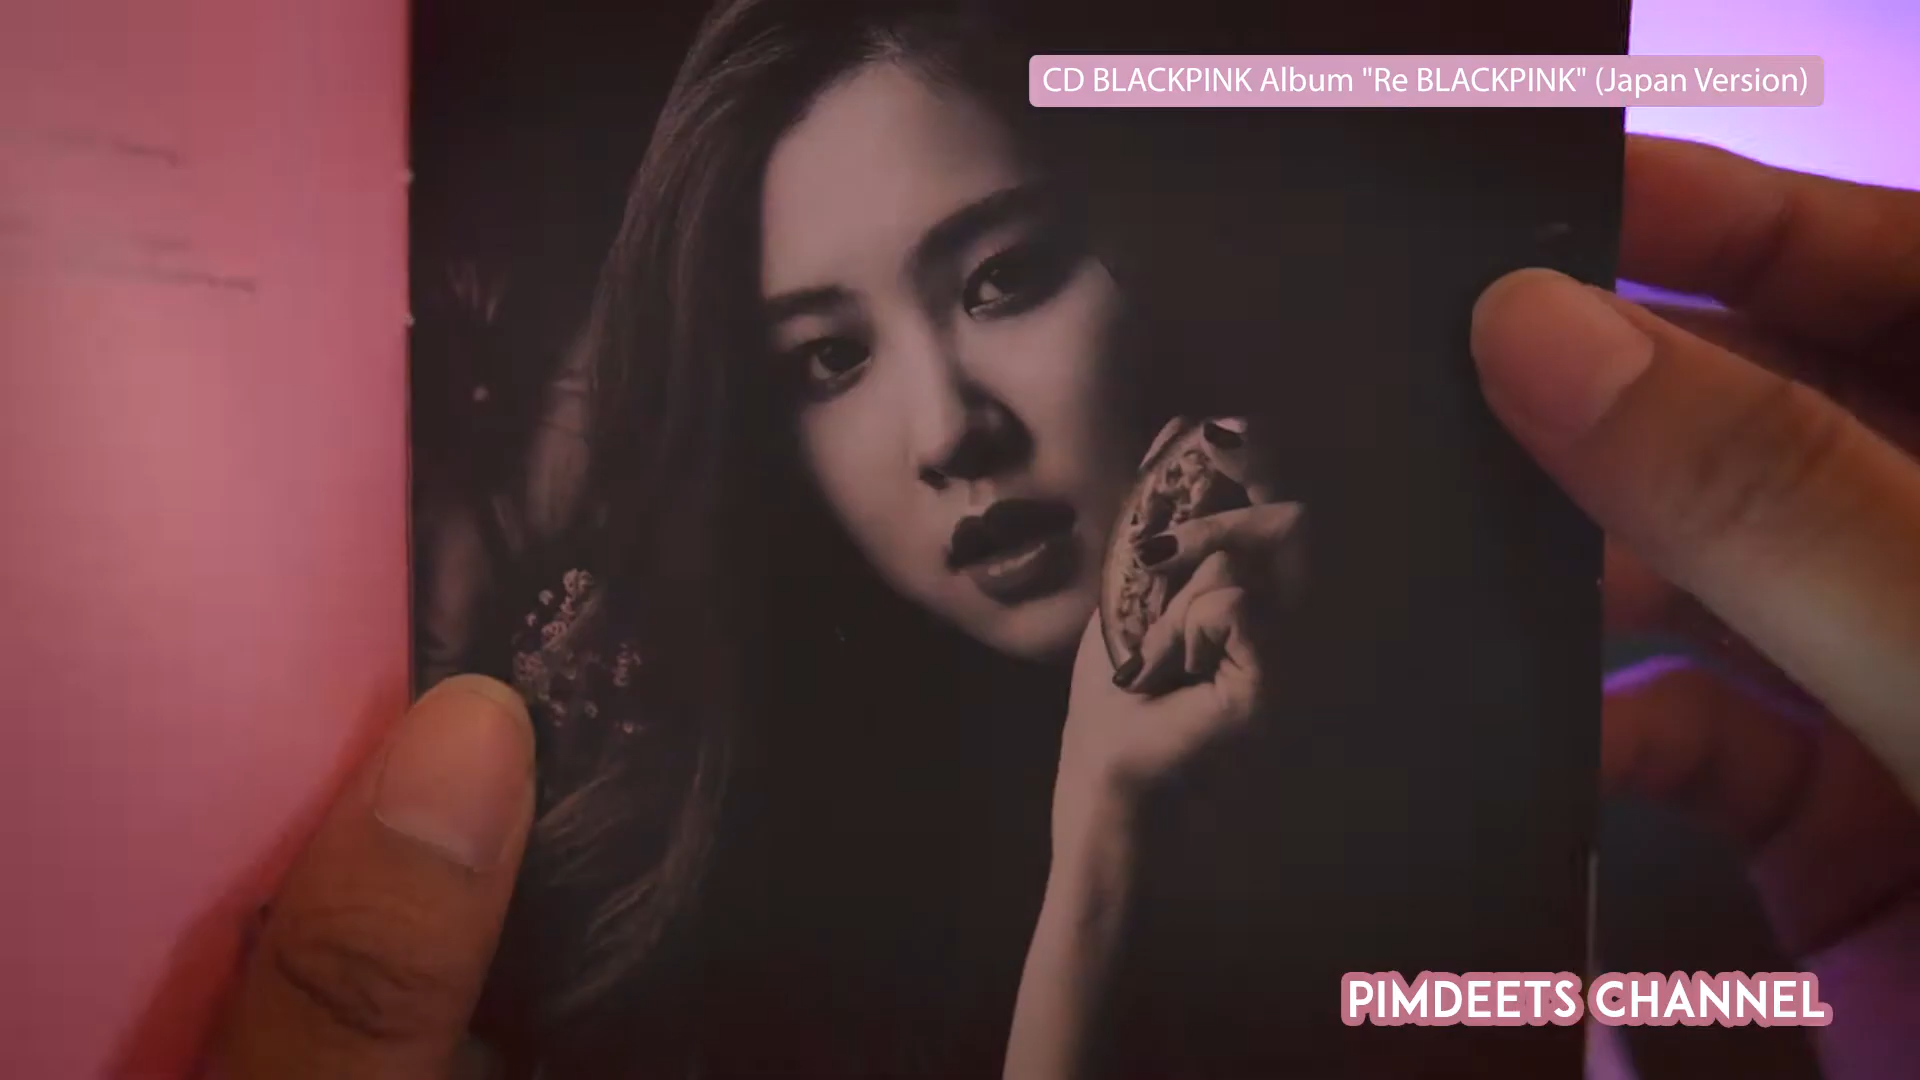 CD BLACKPINK Album "Re BLACKPINK" (Japan Version)
PIMDEETS CHANNEL